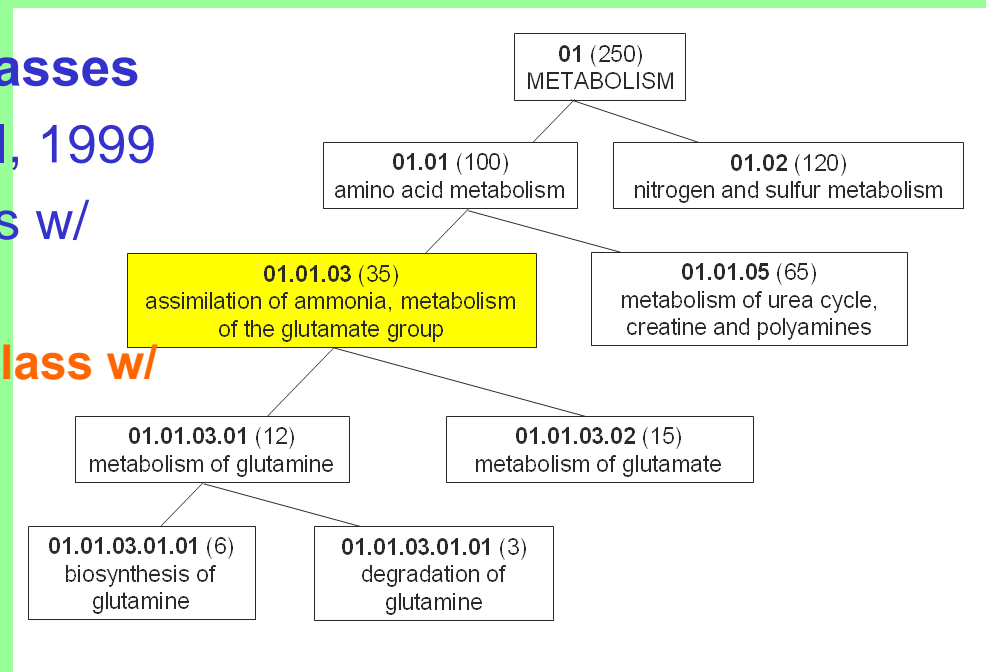 asses
l, 1999
s w/
lass w/
01 (250)
METABOLISM
01.01 (100)
amino acid metabolism
01.02 (120)
nitrogen and sulfur metabolism
01.01.03 (35)
assimilation of ammonia, metabolism
of the glutamate group
01.01.05 (65)
metabolism of urea cycle,
creatine and polyamines
01.01.03.01 (12)
metabolism of glutamine
01.01.03.02 (15)
metabolism of glutamate
01.01.03.01.01 (6)
biosynthesis of
glutamine
01.01.03.01.01 (3)
degradation of
glutamine